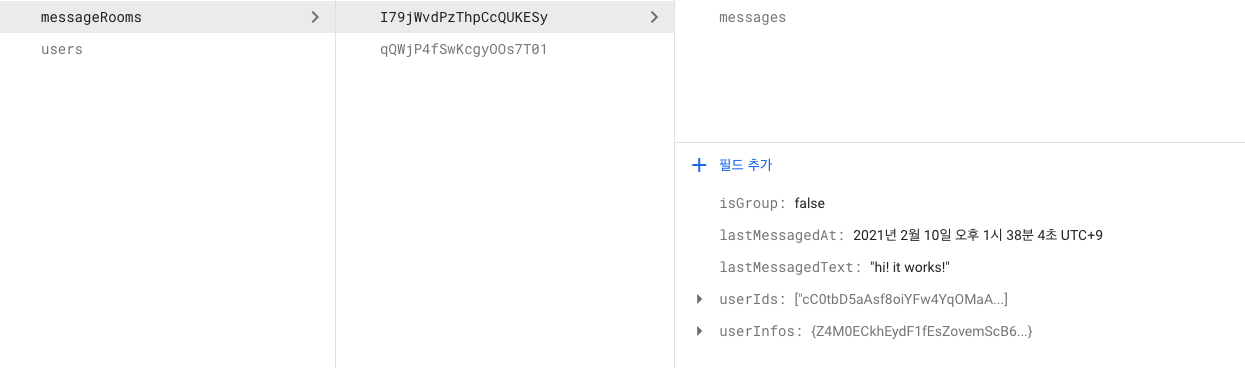 messageRooms
users
I79jWvdPzThpCcQUKESy
qQWjP4fSwKcgyOOs7T01
messages
필드 추가
isGroup: false
lastMessagedAt: 2021년 2월 10일 오후 1시 38분 4초 UTC+9
lastMessagedText: "hi! it works!"
userIds: ["cC0tbD5aAsf8oiYFw4YqOMaA...]
userInfos: {Z4M0ECkhEydF1fEsZovemScB6...}